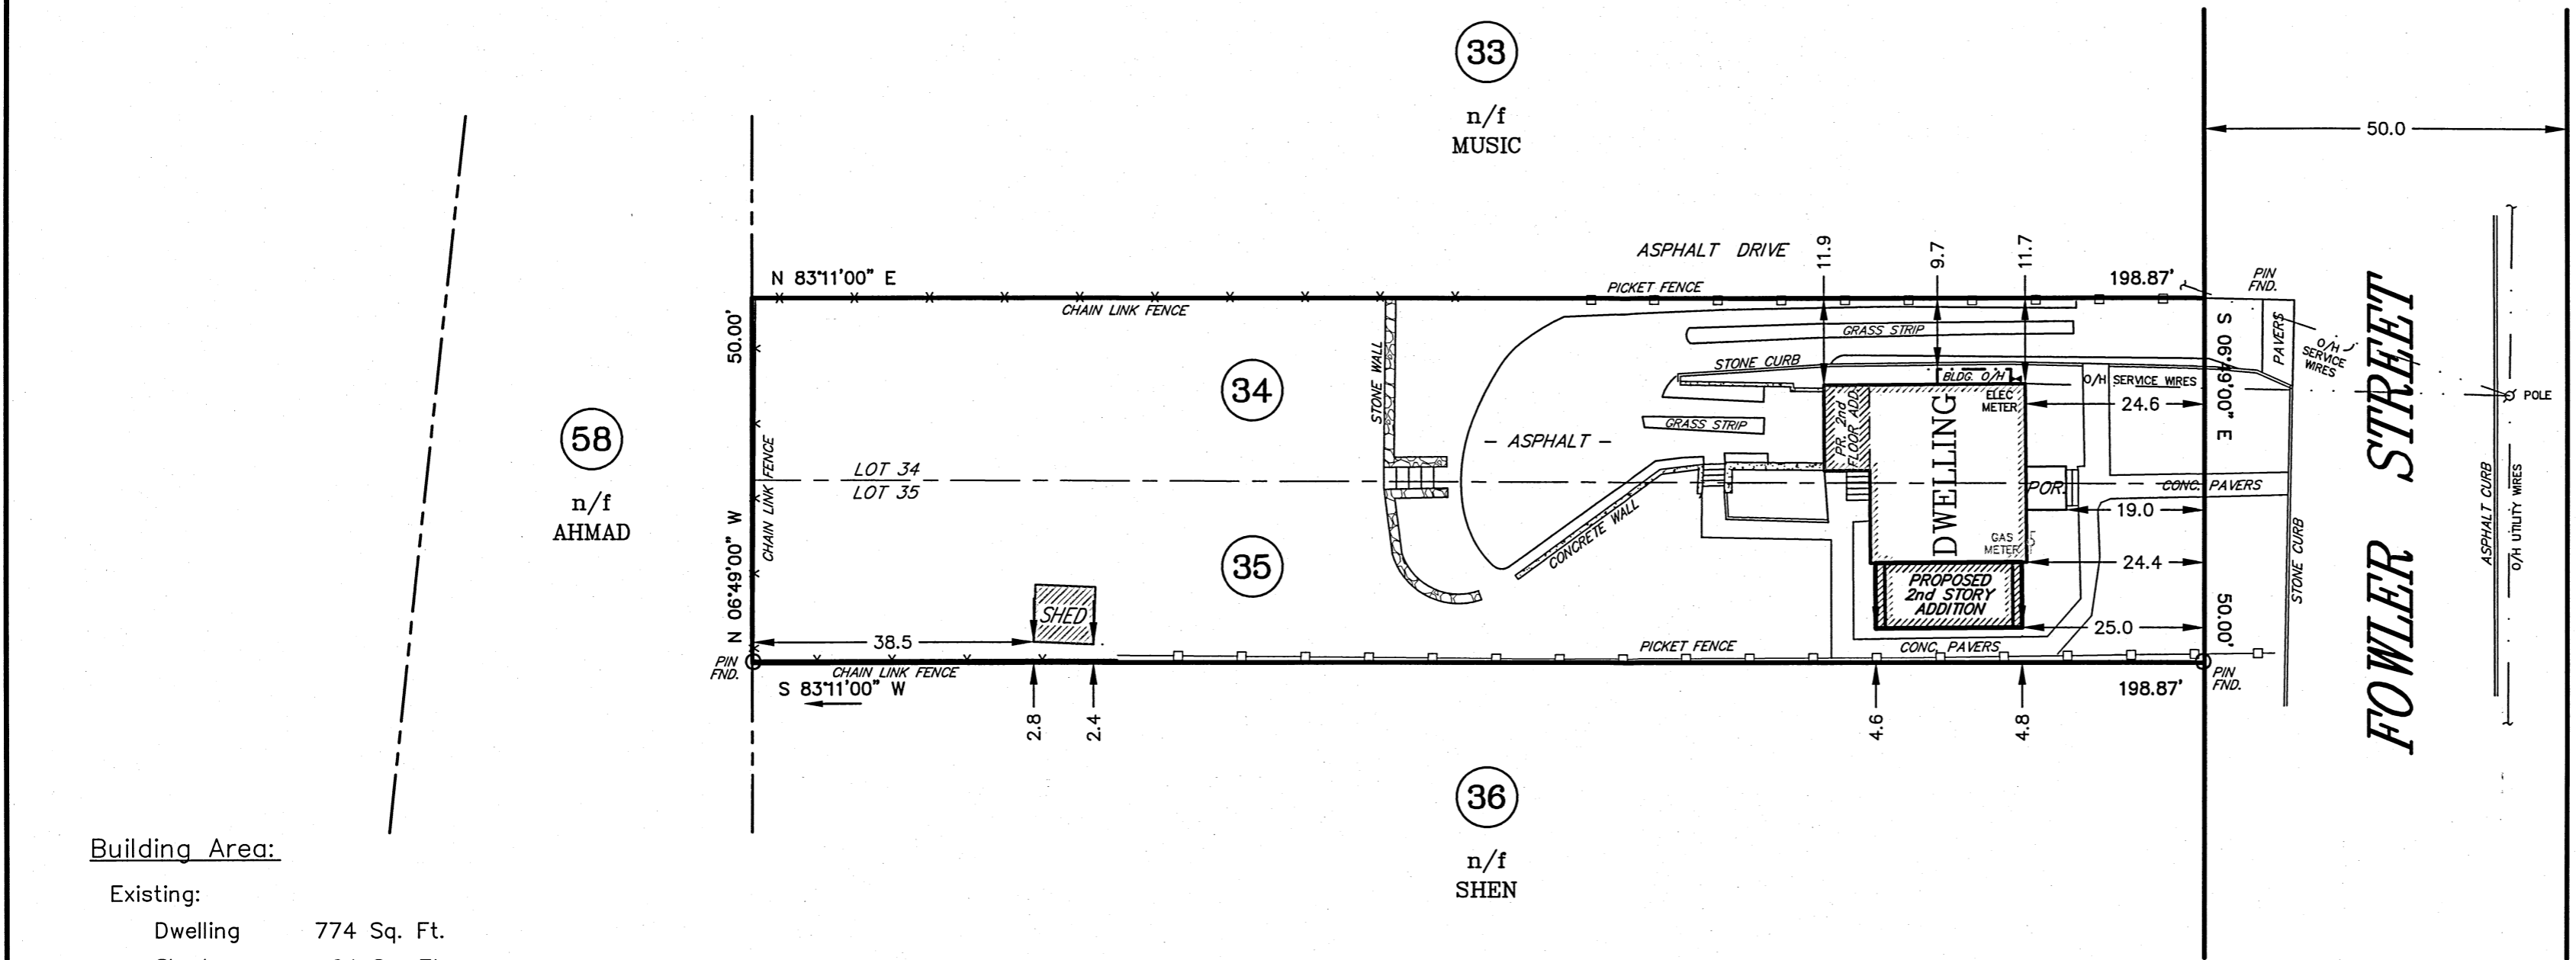 33
n/f
MUSIC
50.0
ASPHALT DRIVE
11.9
9.7
11.7
N 83°11'00" E
198.87'
PIN
FND.
PICKET FENCE
CHAIN LINK FENCE
50.00'
GRASS STRIP
STONE CURB
STONE WALL
S 06°49'00" E
PAVERS
O/H
SERVICE
WIRES
BLDG. O/H
O/H SERVICE WIRES
ELEC
METER
24.6
POLE
34
PR. 2nd
FLOOR ADD.
GRASS STRIP
- ASPHALT -
DWELLING
58
n/f
AHMAD
CHAIN LINK FENCE
LOT 34
LOT 35
POR.
CONC. PAVERS
19.0
FOWLER STREET
ASPHALT CURB
O/H UTILITY WIRES
STONE CURB
N 06°49'00" W
35
CONCRETE WALL
GAS
METER
24.4
PROPOSED
2nd STORY
ADDITION
SHED
50.00'
25.0
38.5
PICKET FENCE
CONC. PAVERS
PIN
FND.
CHAIN LINK FENCE
S 83°11'00" W
198.87'
PIN
FND.
2.8
2.4
4.6
4.8
36
n/f
SHEN
Building Area:
Existing:
Dwelling 774 Sq. Ft.